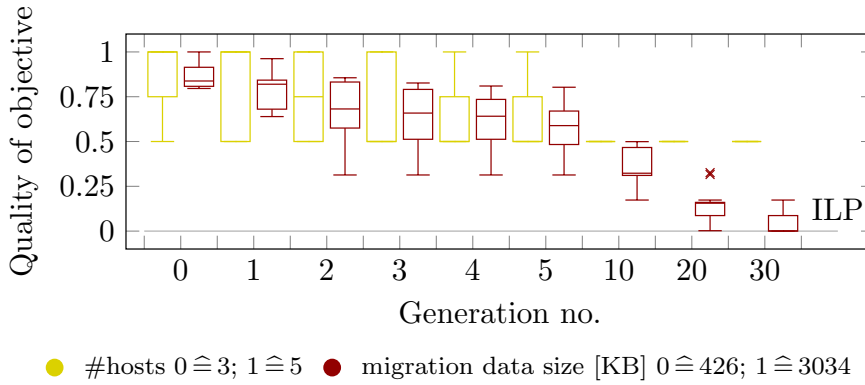 Quality of objective
1
0.75
0.5
0.25
0
ILP
0 1 2 3 4 5 10 20 30
Generation no.
#hosts 0≙3; 1≙5 migration data size [KB] 0≙426; 1≙3034